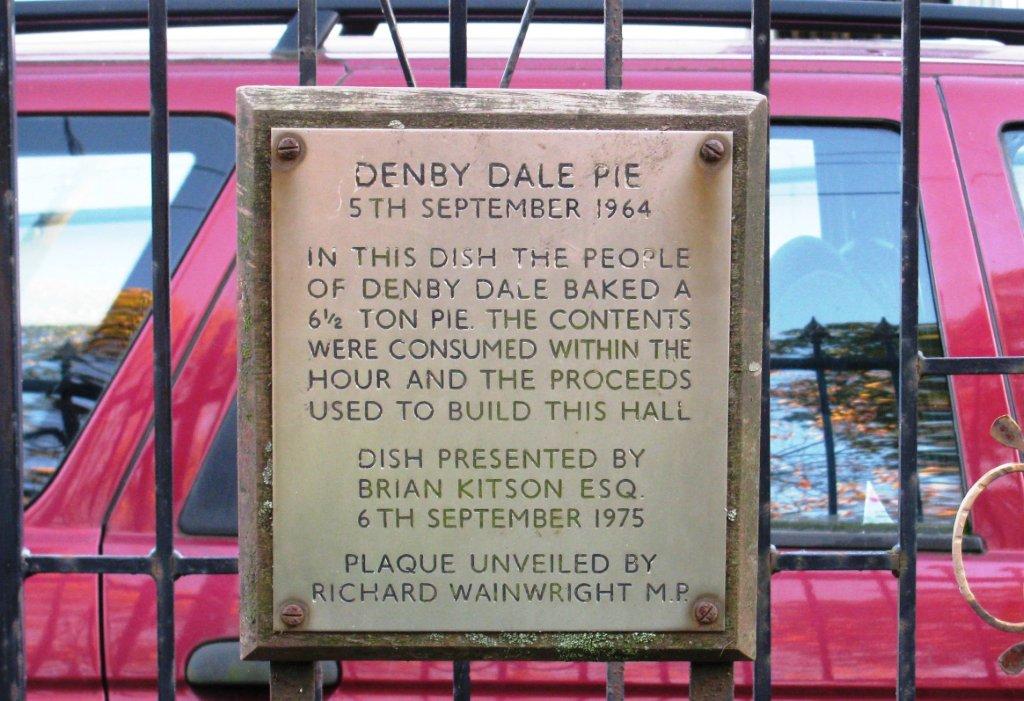 DENBY DALE PIE
5TH SEPTEMBER 1964
IN THIS DISH THE PEOPLE
OF DENBY DALE BAKED A
6½ TON PIE. THE CONTENTS
WERE CONSUMED WITHIN THE
HOUR AND THE PROCEEDS
USED TO BUILD THIS HALL
DISH PRESENTED BY
BRIAN KITSON ESQ.
6TH SEPTEMBER 1975
PLAQUE UNVEILED BY
RICHARD WAINWRIGHT M.P.